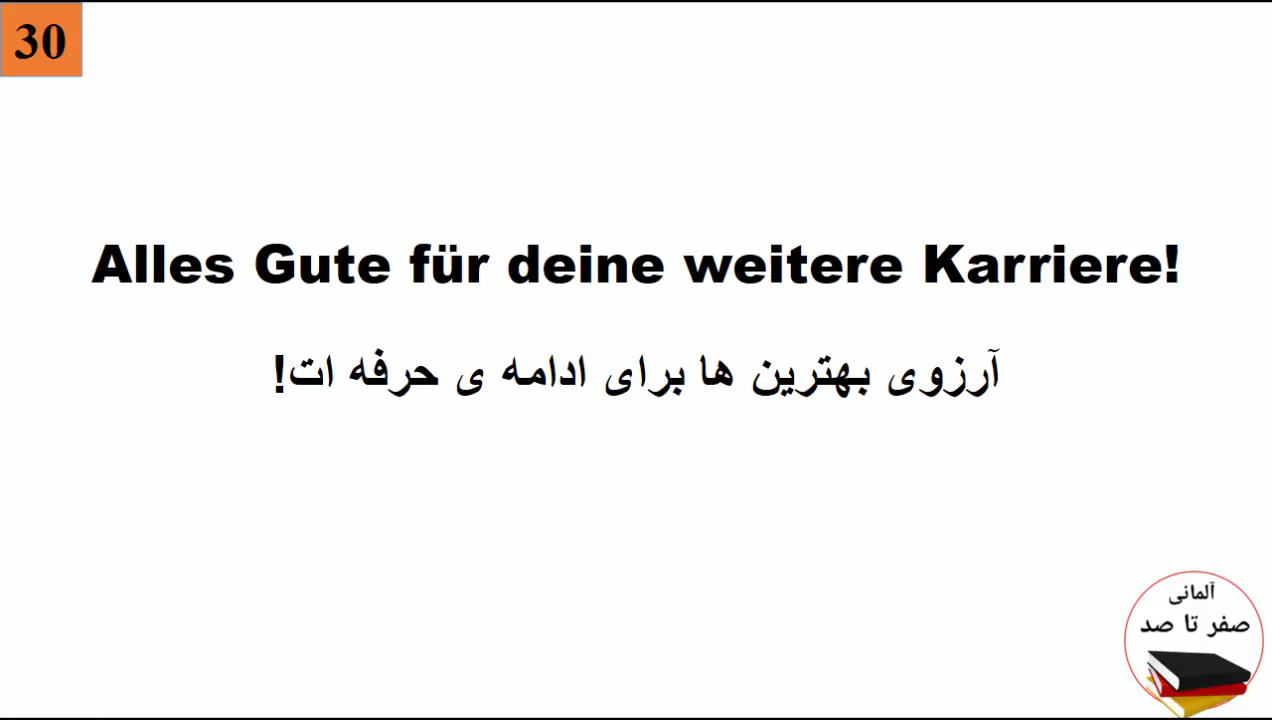 30
Alles Gute für deine weitere Karriere!
آرزوی بهترین ها برای ادامه ی حرفه ات!
آلمانی
صفر تا صد